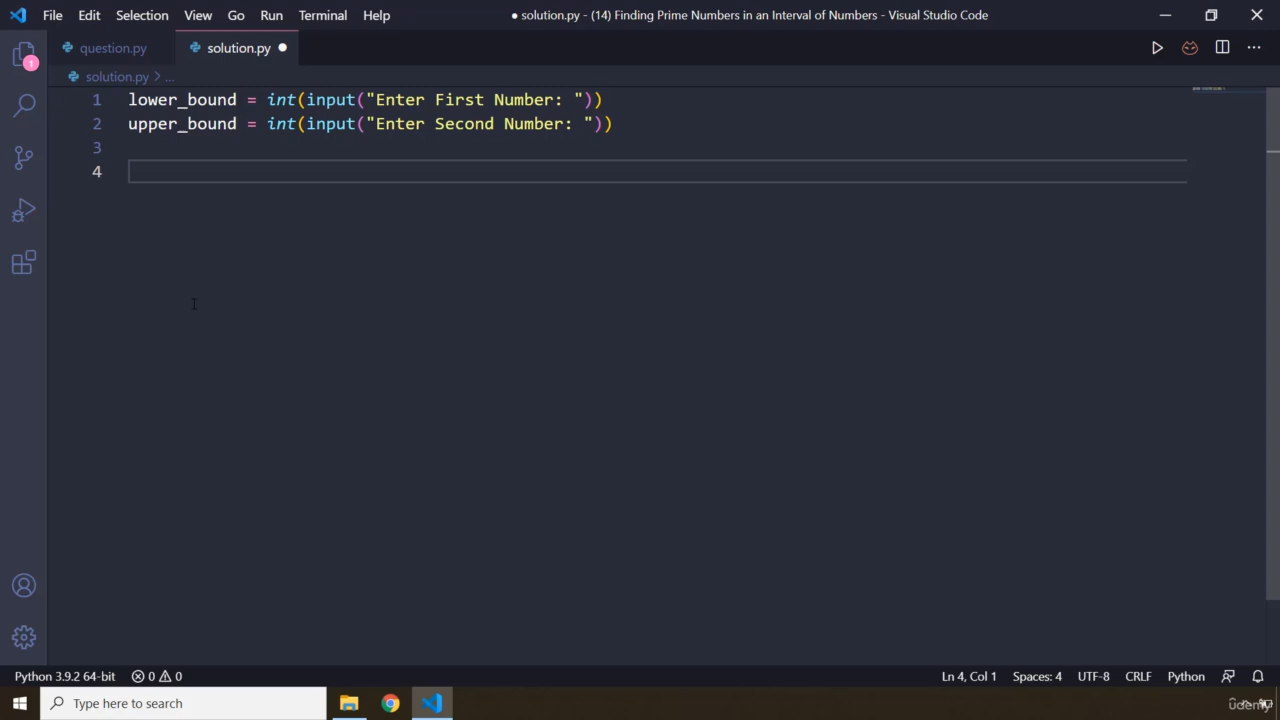 File Edit Selection View Go Run Terminal Help
● solution.py - (14) Finding Prime Numbers in an Interval of Numbers - Visual Studio Code
question.py solution.py
solution.py > ...
1 lower_bound = int(input("Enter First Number: "))
2 upper_bound = int(input("Enter Second Number: "))
3
4
1
Python 3.9.2 64-bit 0 0 Ln 4, Col 1 Spaces: 4 UTF-8 CRLF Python
Type here to search
udemy